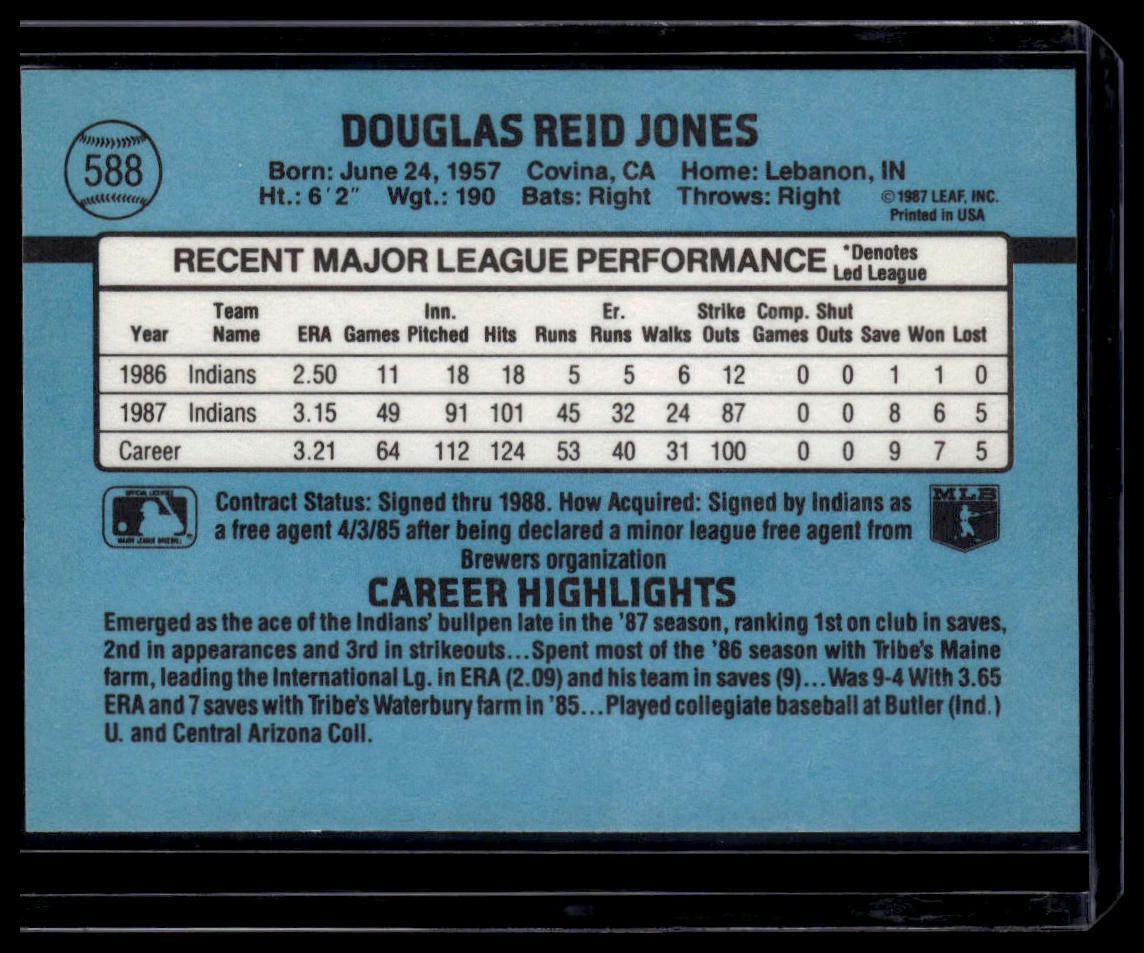 588
DOUGLAS REID JONES
Born: June 24, 1957 Covina, CA Home: Lebanon, IN
Ht.: 6'2" Wgt.: 190 Bats: Right Throws: Right
©1987 LEAF, INC.
Printed in USA
RECENT MAJOR LEAGUE PERFORMANCE *Denotes
Led League
Team Inn. Er. Strike Comp. Shut
Year Name ERA Games Pitched Hits Runs Runs Walks Outs Games Outs Save Won Lost
1986 Indians 2.50 11 18 18 5 5 6 12 0 0 1 1 0
1987 Indians 3.15 49 91 101 45 32 24 87 0 0 8 6 5
Career 3.21 64 112 124 53 40 31 100 0 0 9 7 5
MLB
Contract Status: Signed thru 1988. How Acquired: Signed by Indians as
a free agent 4/3/85 after being declared a minor league free agent from
Brewers organization
CAREER HIGHLIGHTS
Emerged as the ace of the Indians' bullpen late in the '87 season, ranking 1st on club in saves,
2nd in appearances and 3rd in strikeouts...Spent most of the '86 season with Tribe's Maine
farm, leading the International Lg. in ERA (2.09) and his team in saves (9)...Was 9-4 With 3.65
ERA and 7 saves with Tribe's Waterbury farm in '85...Played collegiate baseball at Butler (Ind.)
U. and Central Arizona Coll.